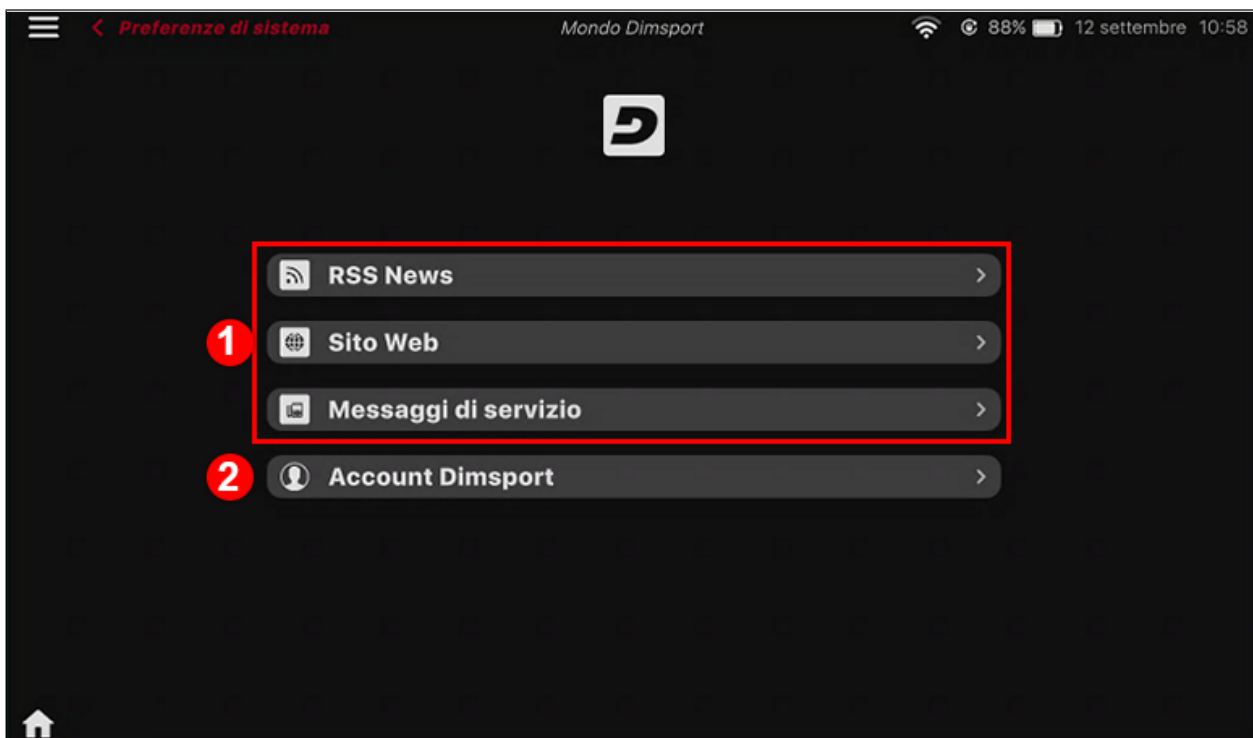 Preferenze di sistema Mondo Dimsport 88% 12 settembre 10:58
RSS News
1 Sito Web
Messaggi di servizio
2 Account Dimsport